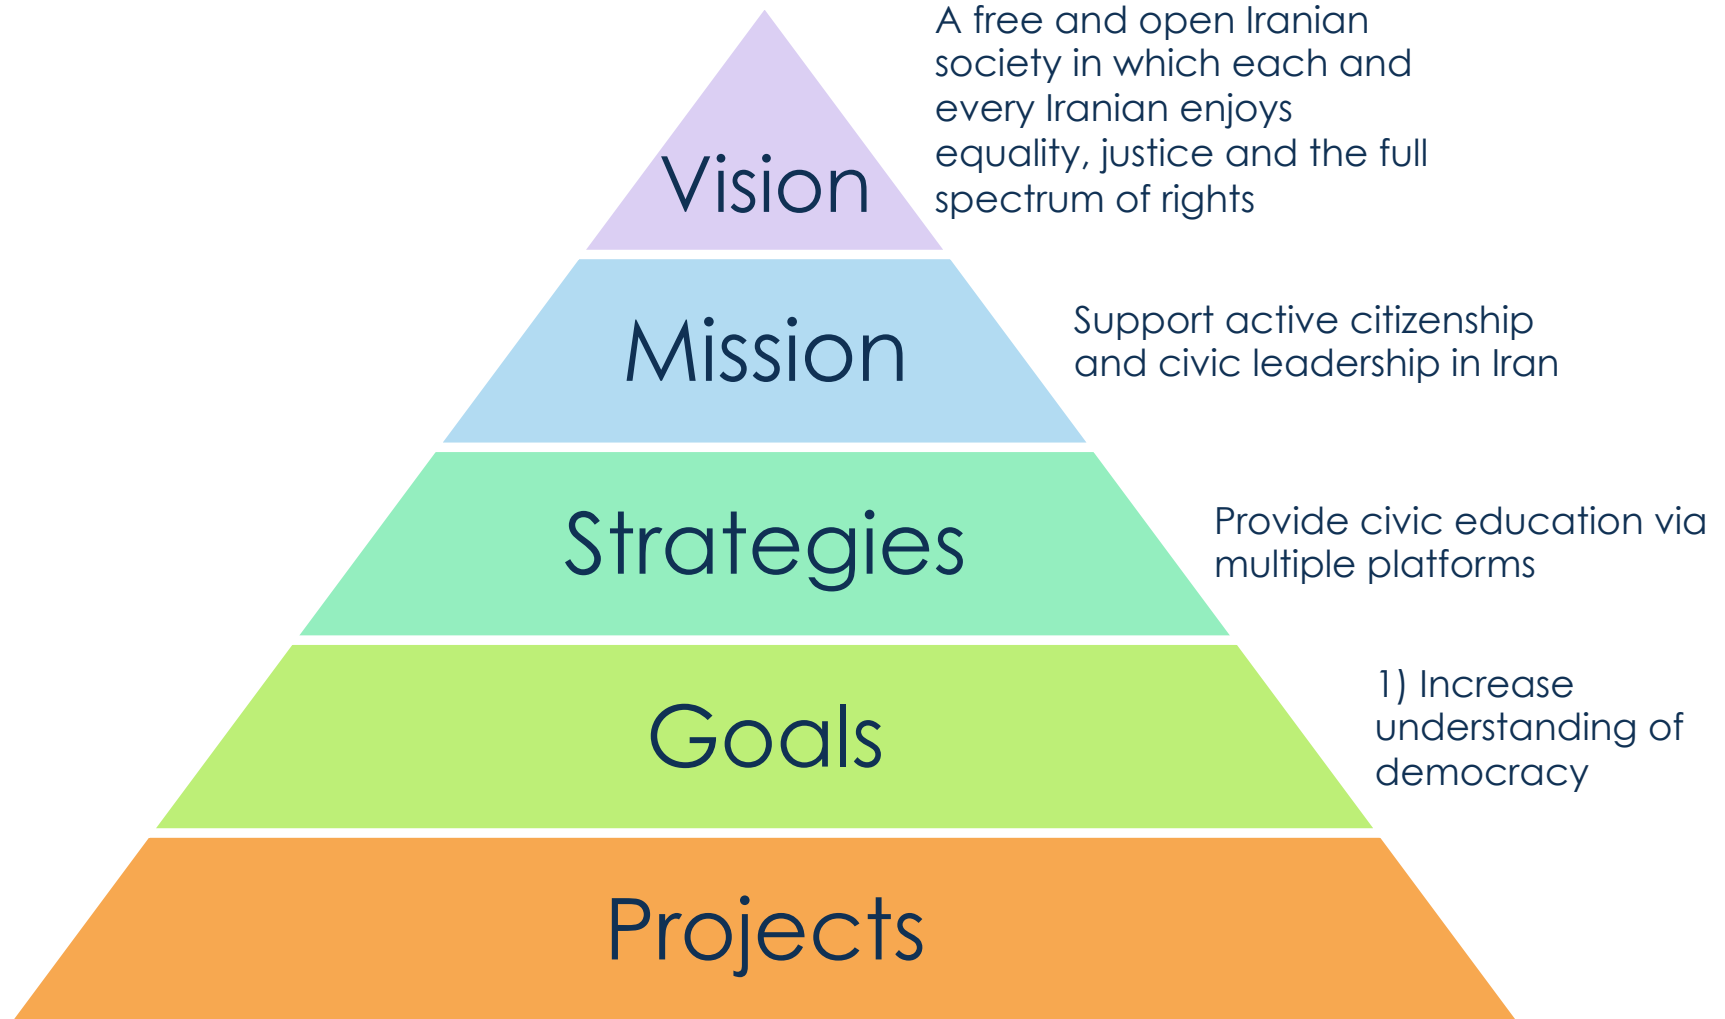 A free and open Iranian
society in which each and
every Iranian enjoys
equality, justice and the full
spectrum of rights
Vision
Mission
Support active citizenship
and civic leadership in Iran
Strategies
Provide civic education via
multiple platforms
Goals
1) Increase
understanding of
democracy
Projects